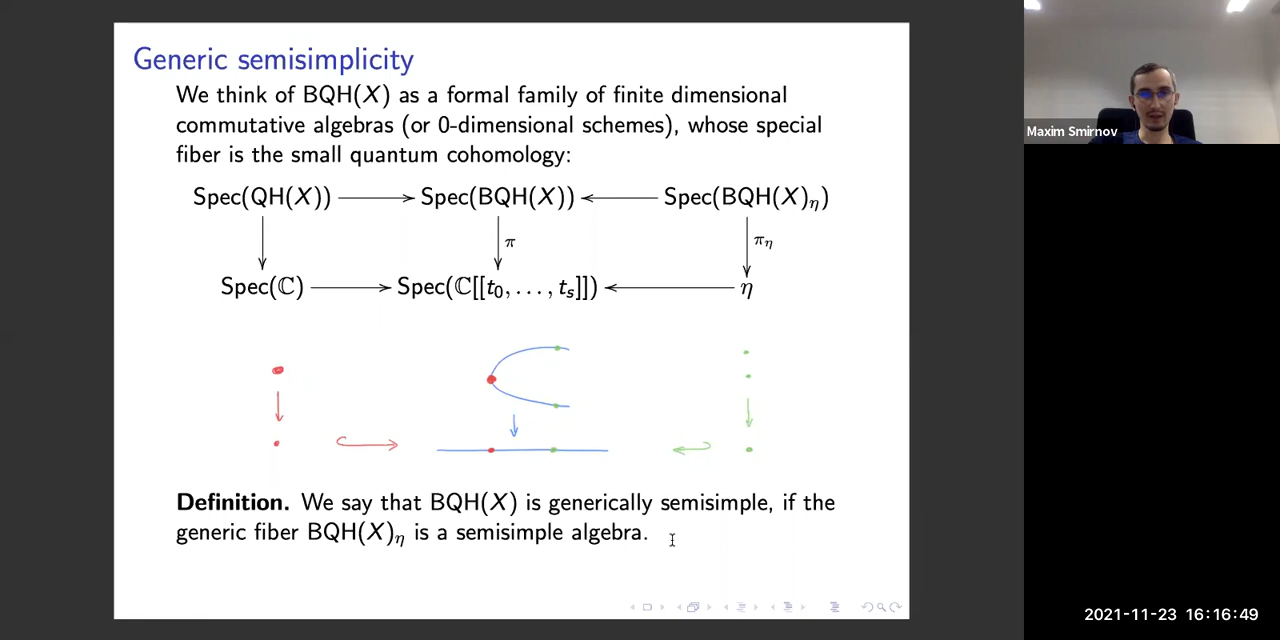 Generic semisimplicity
We think of BQH(X) as a formal family of finite dimensional
commutative algebras (or 0-dimensional schemes), whose special
fiber is the small quantum cohomology:
Spec(QH(X)) Spec(BQH(X)) Spec(BQH(X)η)
π πη
Spec(ℂ) Spec(ℂ[[t₀, . . . , tₛ]]) η
Definition. We say that BQH(X) is generically semisimple, if the
generic fiber BQH(X)η is a semisimple algebra.
Maxim Smirnov
2021-11-23 16:16:49